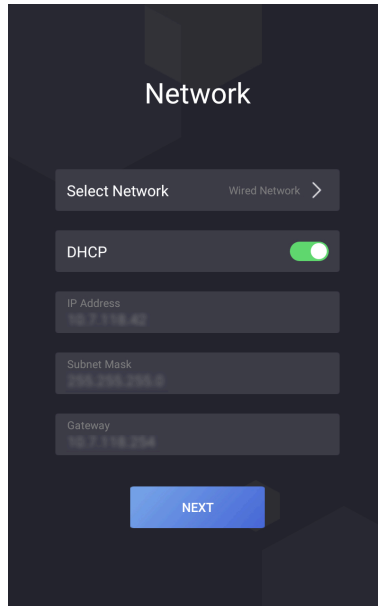 Network
Select Network
Wired Network
DHCP
IP Address
10.7.118.42
Subnet Mask
255.255.255.0
Gateway
10.7.118.254
NEXT